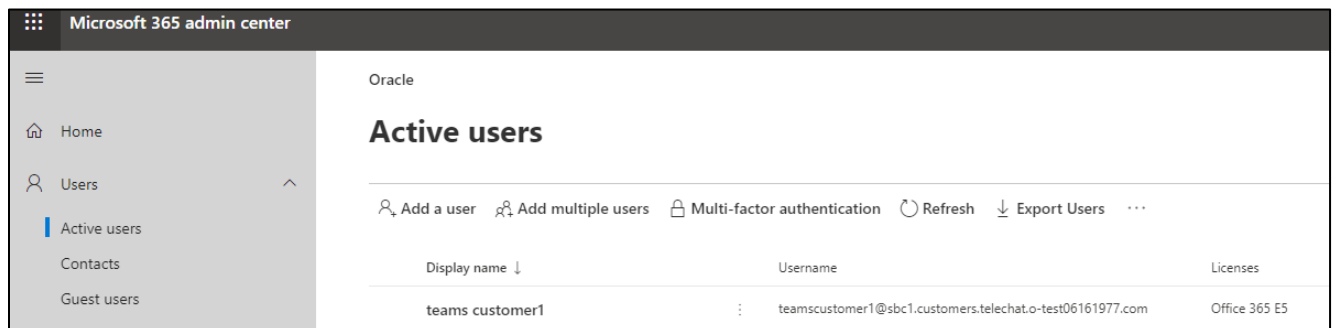 Microsoft 365 admin center
Oracle
Home
Active users
Users
Add a user Add multiple users Multi-factor authentication Refresh Export Users ...
Active users
Contacts
Display name ↓ Username Licenses
Guest users
teams customer1 teamscustomer1@sbc1.customers.telechat.o-test06161977.com Office 365 E5